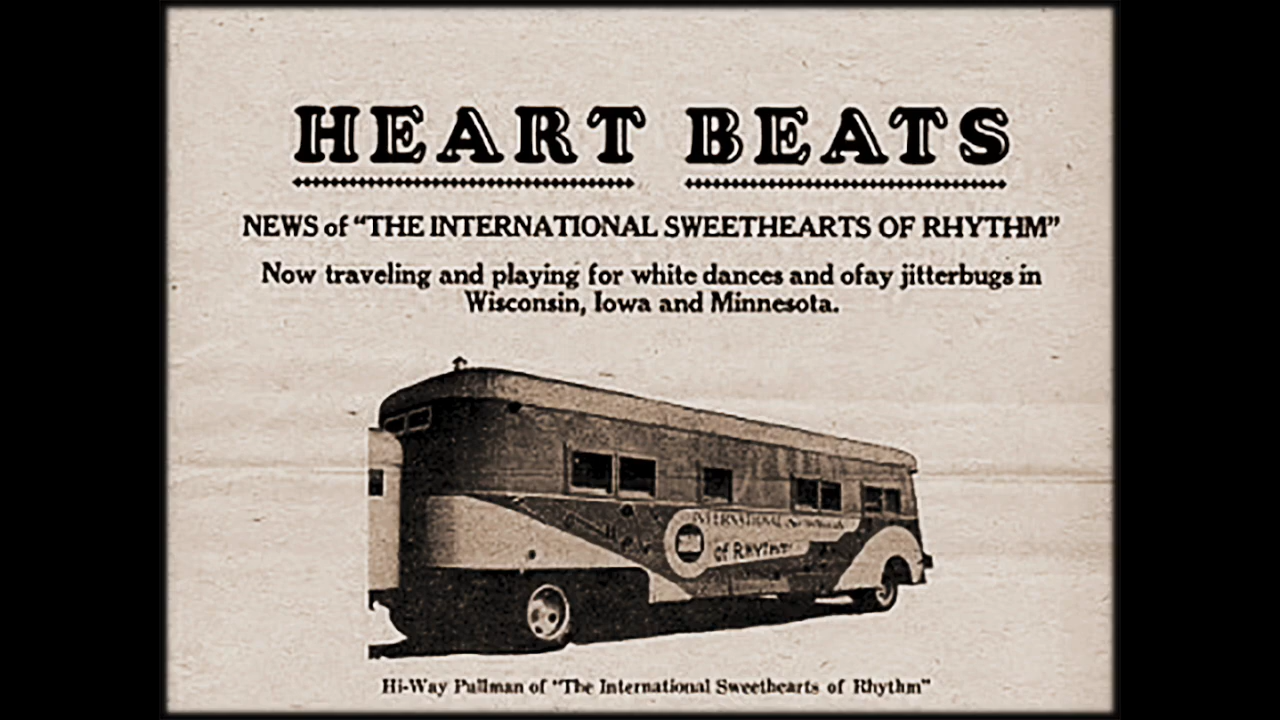 HEART BEATS
NEWS of “THE INTERNATIONAL SWEETHEARTS OF RHYTHM”
Now traveling and playing for white dances and ofay jitterbugs in
Wisconsin, Iowa and Minnesota.
INTERNATIONAL
of RHYTHM
Hi-Way Pullman of “The International Sweethearts of Rhythm”